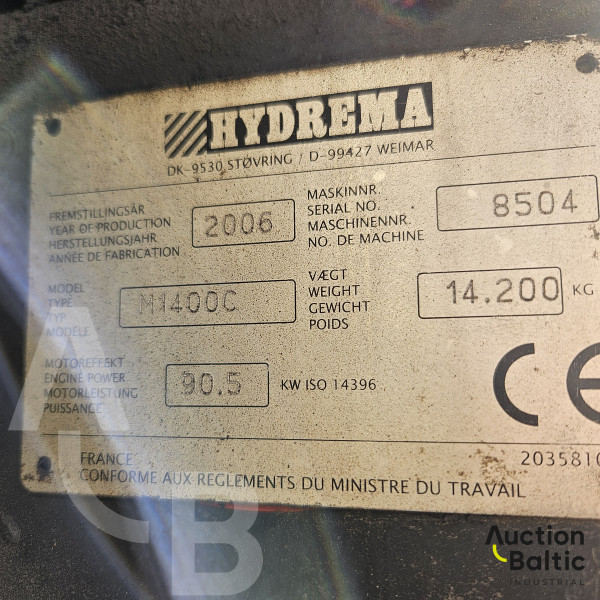 HYDREMA
DK-9530 STØVRING / D-99427 WEIMAR
FREMSTILLINGSÅR
YEAR OF PRODUCTION
HERSTELLUNGSJAHR
ANNÉE DE FABRICATION
2006
MASKINNR.
SERIAL NO.
MASCHINENNR.
NO. DE MACHINE
8504
MODEL
TYPE
TYP
MODÈLE
M1400C
VÆGT
WEIGHT
GEWICHT
POIDS
14.200 KG
MOTOREFFEKT
ENGINE POWER
MOTORLEISTUNG
PUISSANCE
90.5 KW ISO 14396
CE
FRANCE
203581
CONFORME AUX REGLEMENTS DU MINISTRE DU TRAVAIL
ACB
Auction
Baltic
INDUSTRIAL